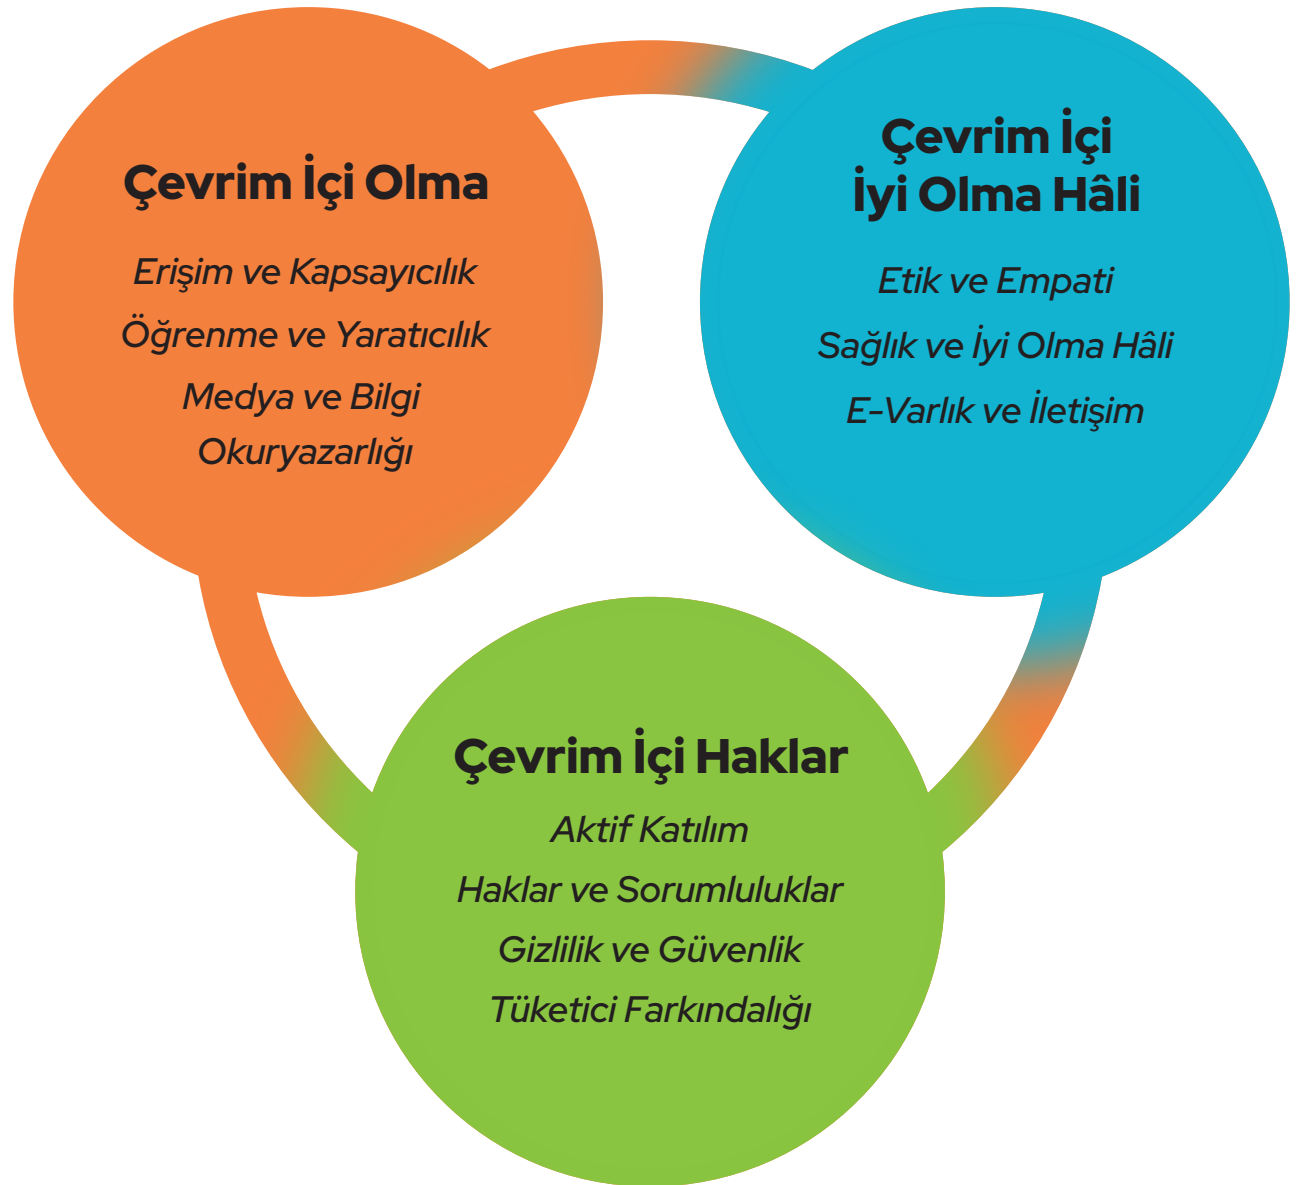 Çevrim İçi Olma
Erişim ve Kapsayıcılık
Öğrenme ve Yaratıcılık
Medya ve Bilgi
Okuryazarlığı
Çevrim İçi
İyi Olma Hâli
Etik ve Empati
Sağlık ve İyi Olma Hâli
E-Varlık ve İletişim
Çevrim İçi Haklar
Aktif Katılım
Haklar ve Sorumluluklar
Gizlilik ve Güvenlik
Tüketici Farkındalığı